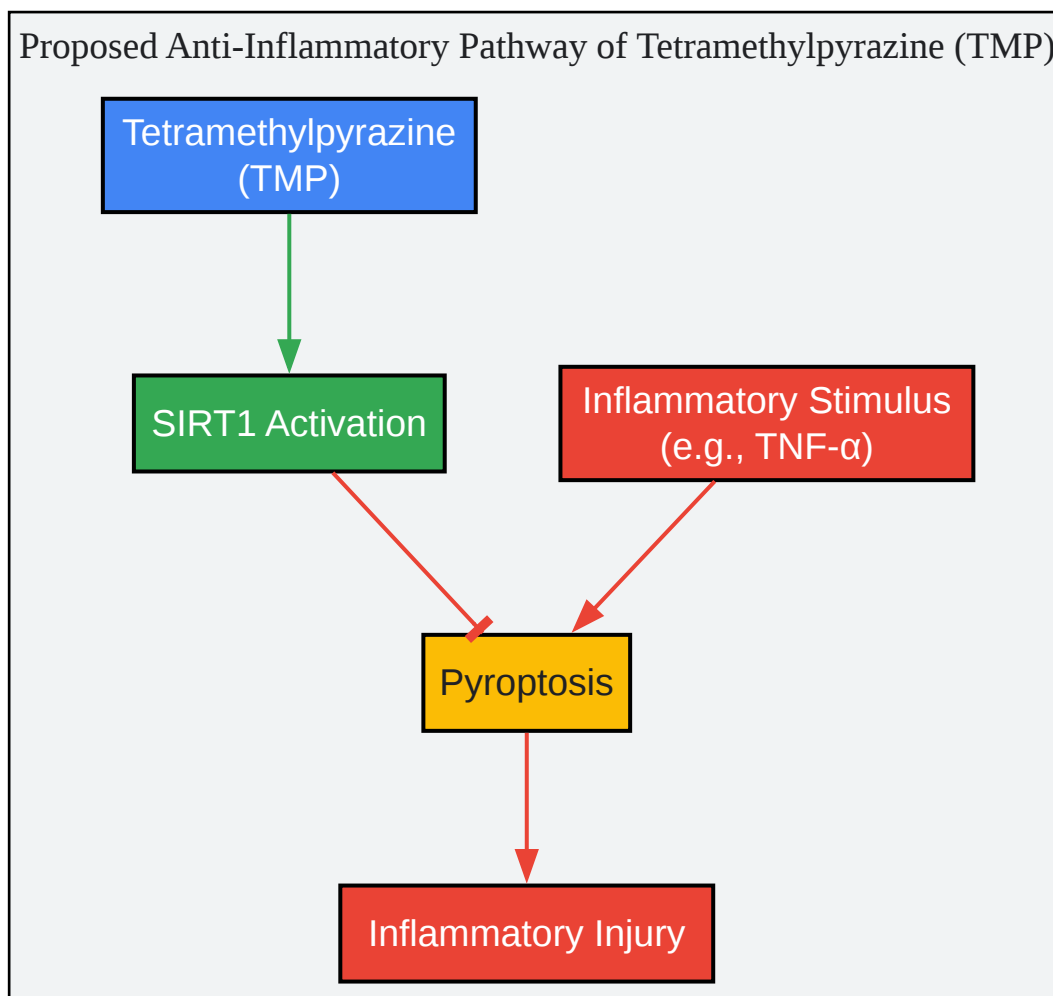 Proposed Anti-Inflammatory Pathway of Tetramethylpyrazine (TMP)
Tetramethylpyrazine
(TMP)
SIRT1 Activation
Inflammatory Stimulus
(e.g., TNF-α)
Pyroptosis
Inflammatory Injury